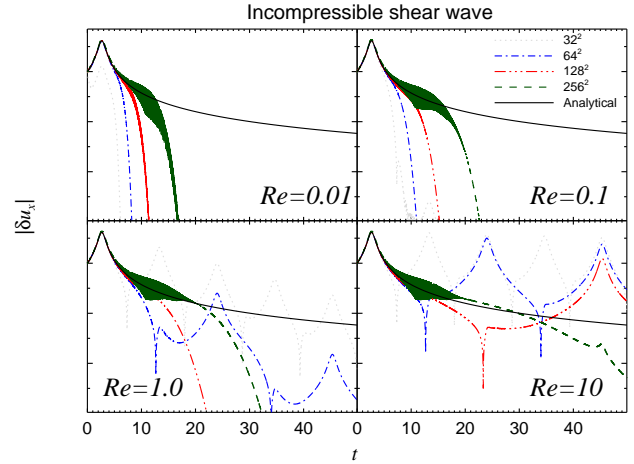 Incompressible shear wave
32²
64²
128²
256²
Analytical
Re=0.01
Re=0.1
|δuₓ|
Re=1.0
Re=10
0 10 20 30 40 0 10 20 30 40
t